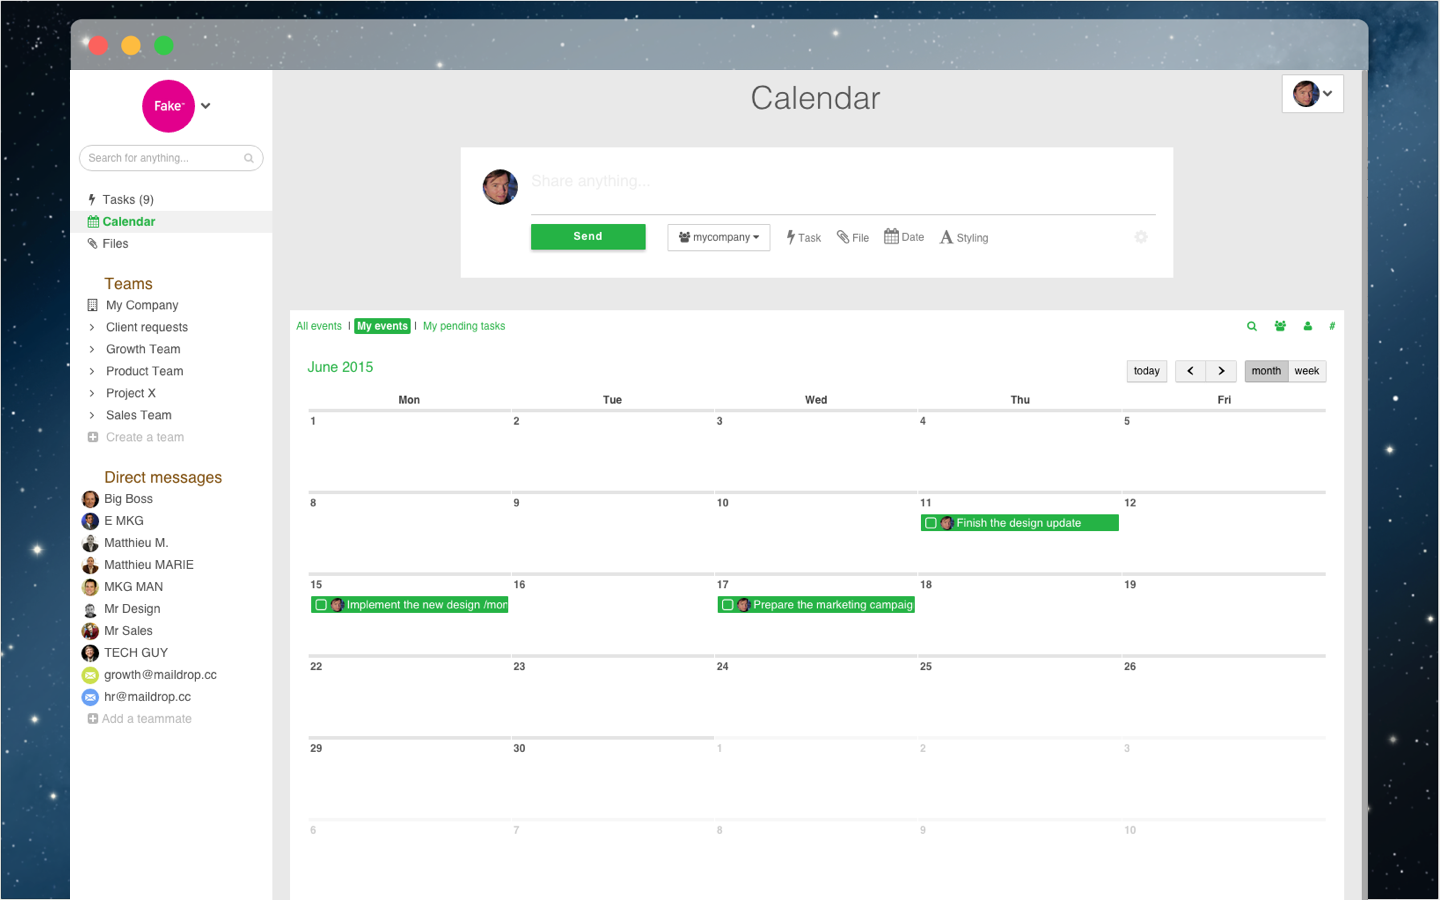 Fake™
Search for anything...
Tasks (9)
Calendar
Files
Teams
My Company
Client requests
Growth Team
Product Team
Project X
Sales Team
Create a team
Direct messages
Big Boss
E MKG
Matthieu M.
Matthieu MARIE
MKG MAN
Mr Design
Mr Sales
TECH GUY
growth@maildrop.cc
hr@maildrop.cc
Add a teammate
Calendar
Share anything...
Send mycompany Task File Date Styling
All events | My events | My pending tasks #
June 2015 today month week
Mon Tue Wed Thu Fri
1 2 3 4 5
8 9 10 11 12
Finish the design update
15 16 17 18 19
Implement the new design /mon Prepare the marketing campaig
22 23 24 25 26
29 30 1 2 3
6 7 8 9 10